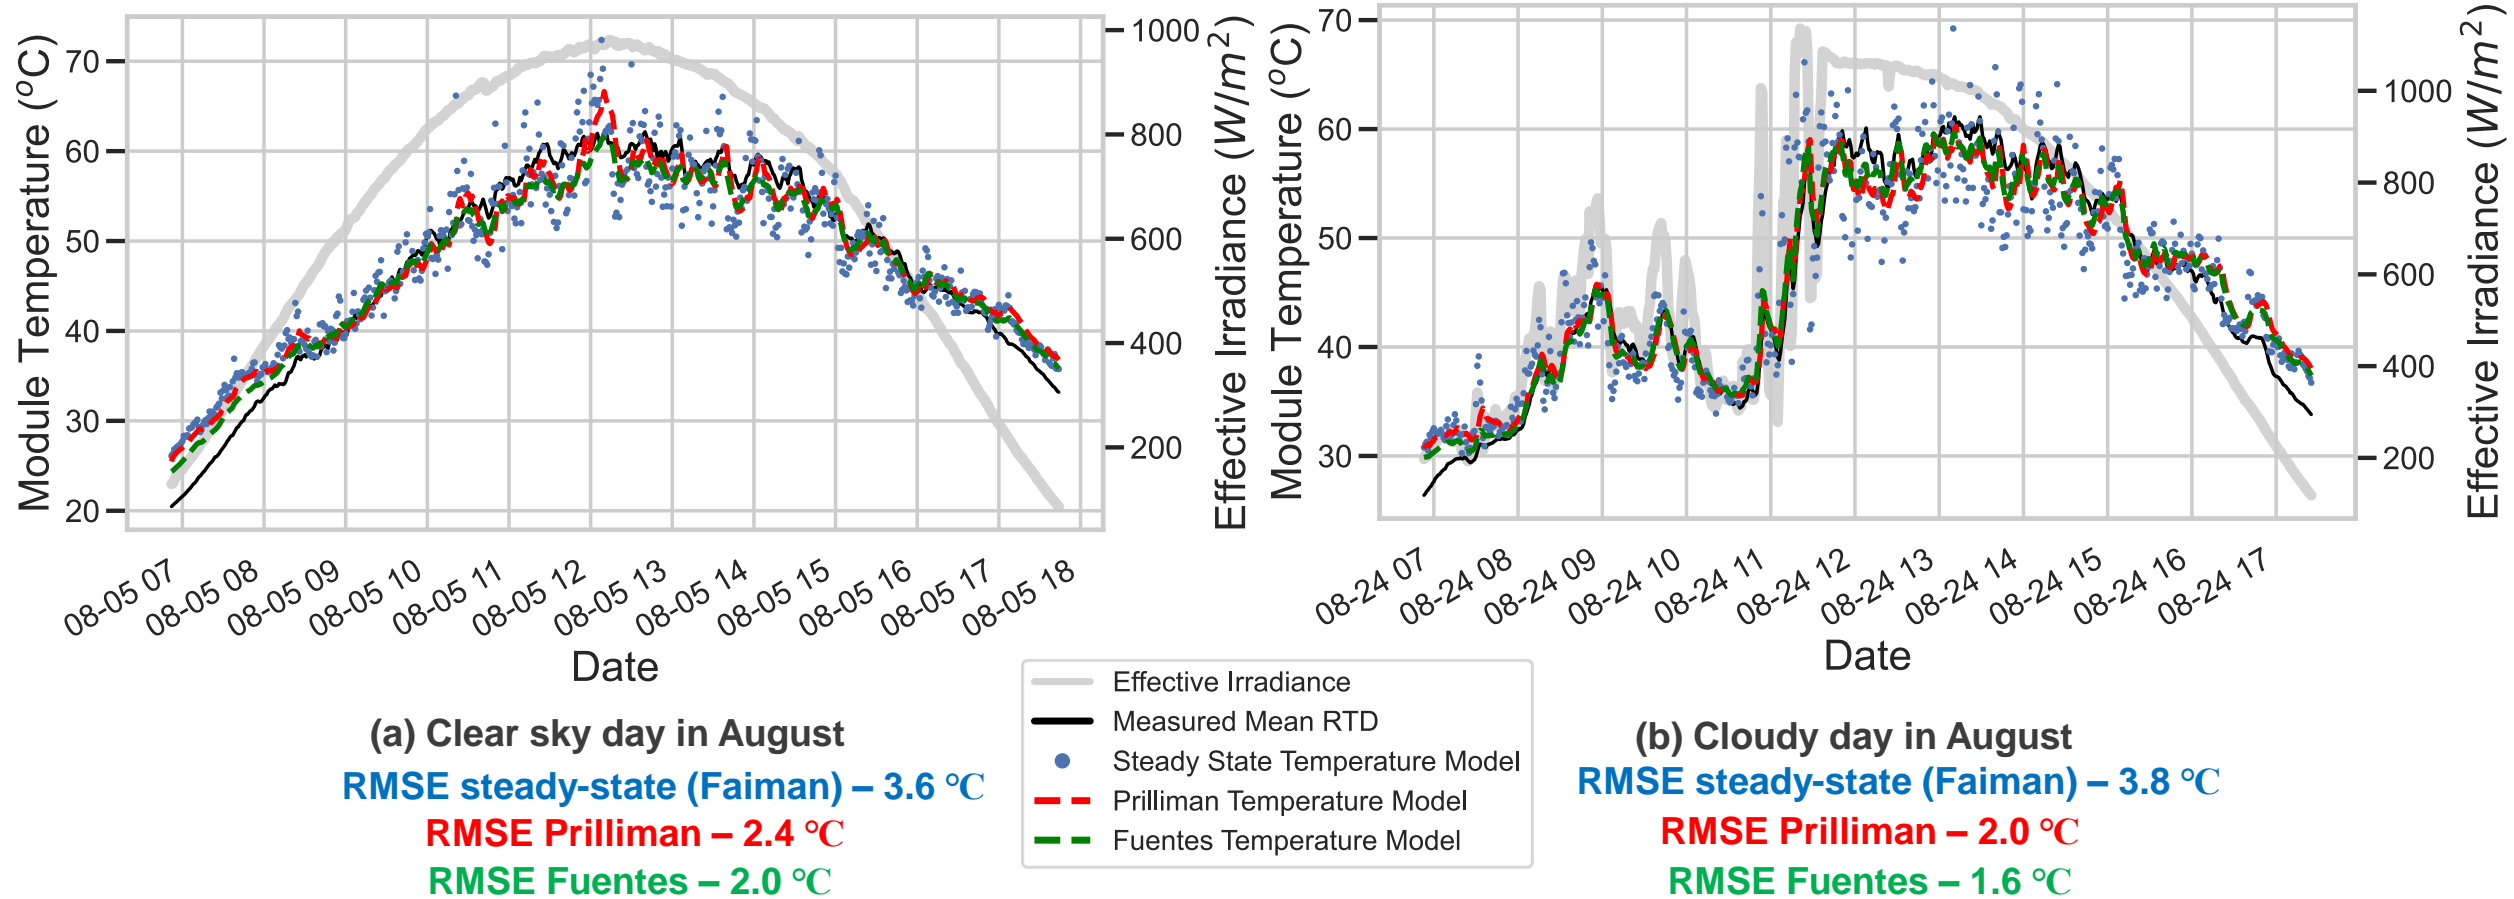 Module Temperature (°C)
70
60
50
40
30
20
1000
800
600
400
200
Effective Irradiance (W/m²)
08-05 07
08-05 08
08-05 09
08-05 10
08-05 11
08-05 12
08-05 13
08-05 14
08-05 15
08-05 16
08-05 17
08-05 18
Date
Module Temperature (°C)
70
60
50
40
30
1000
800
600
400
200
Effective Irradiance (W/m²)
08-24 07
08-24 08
08-24 09
08-24 10
08-24 11
08-24 12
08-24 13
08-24 14
08-24 15
08-24 16
08-24 17
Date
Effective Irradiance
Measured Mean RTD
Steady State Temperature Model
Prilliman Temperature Model
Fuentes Temperature Model
(a) Clear sky day in August
RMSE steady-state (Faiman) – 3.6 °C
RMSE Prilliman – 2.4 °C
RMSE Fuentes – 2.0 °C
(b) Cloudy day in August
RMSE steady-state (Faiman) – 3.8 °C
RMSE Prilliman – 2.0 °C
RMSE Fuentes – 1.6 °C